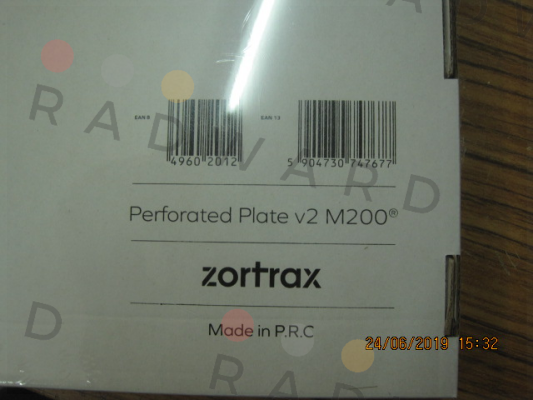 RADWARD
EAN 8
EAN 13
4960 2012
5 904730 747677
Perforated Plate v2 M200®
zortrax
Made in P.R.C
24/06/2019 15:32